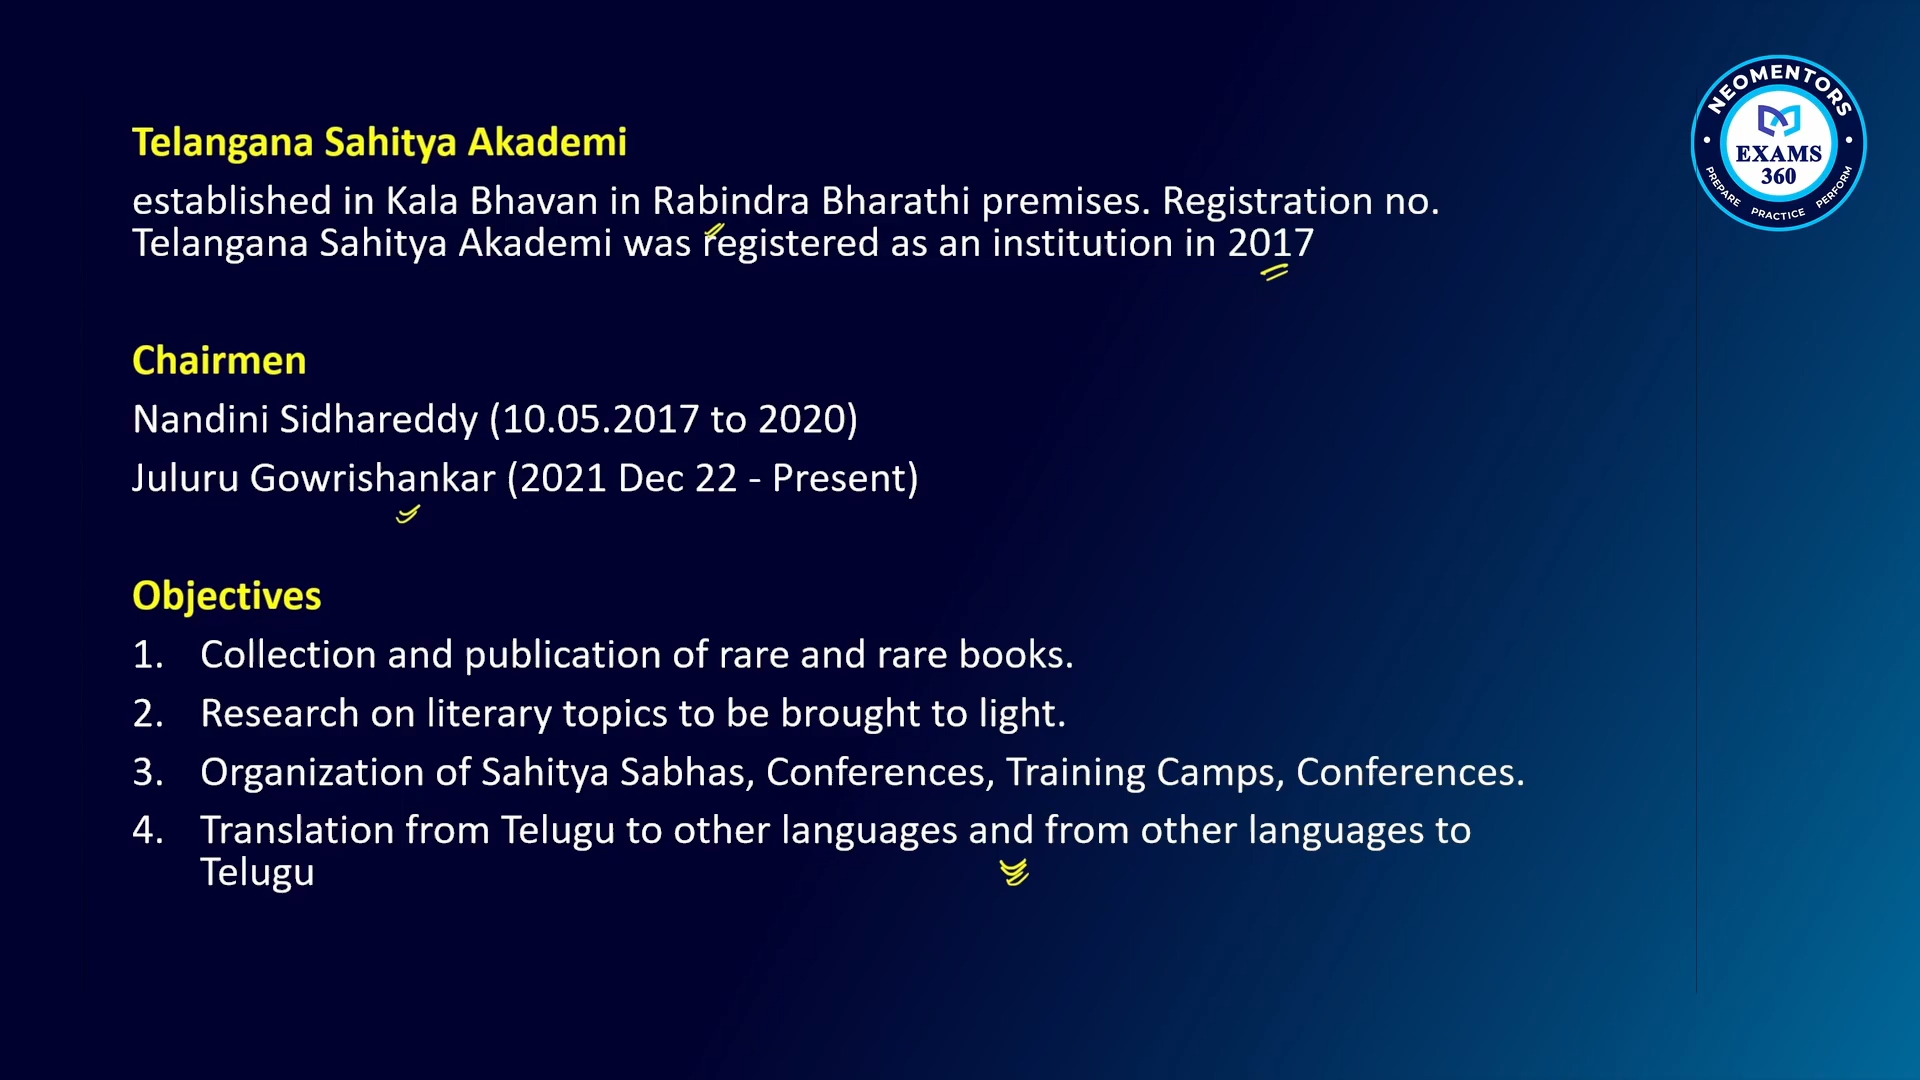 Telangana Sahitya Akademi
established in Kala Bhavan in Rabindra Bharathi premises. Registration no.
Telangana Sahitya Akademi was registered as an institution in 2017
Chairmen
Nandini Sidhareddy (10.05.2017 to 2020)
Juluru Gowrishankar (2021 Dec 22 - Present)
Objectives
1. Collection and publication of rare and rare books.
2. Research on literary topics to be brought to light.
3. Organization of Sahitya Sabhas, Conferences, Training Camps, Conferences.
4. Translation from Telugu to other languages and from other languages to
Telugu
NEOMENTORS
EXAMS
360
PREPARE PRACTICE PERFORM